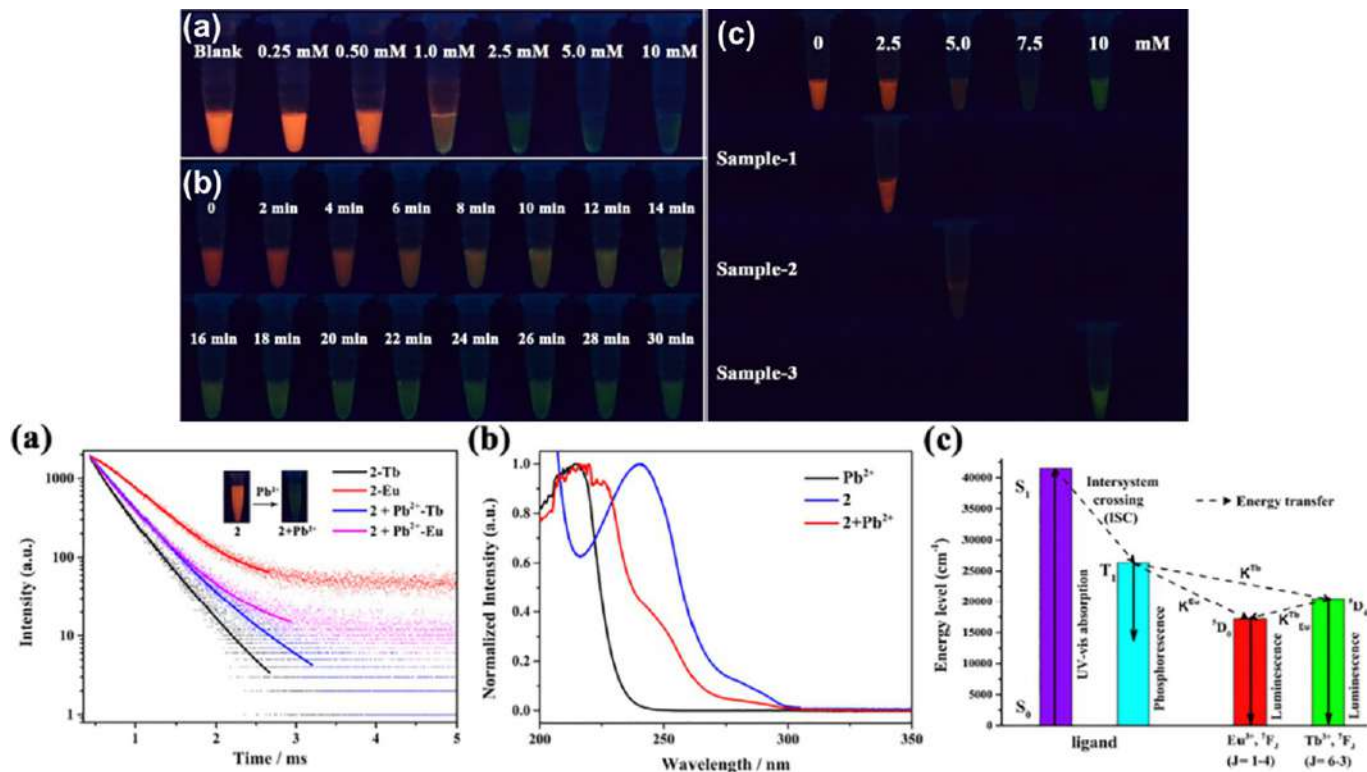 (a)
Blank 0.25 mM 0.50 mM 1.0 mM 2.5 mM 5.0 mM 10 mM
(b)
0 2 min 4 min 6 min 8 min 10 min 12 min 14 min
16 min 18 min 20 min 22 min 24 min 26 min 28 min 30 min
(c)
0 2.5 5.0 7.5 10 mM
Sample-1
Sample-2
Sample-3
(a)
Intensity (a.u.)
1000
100
10
1
Pb²⁺
2 2+Pb²⁺
2-Tb
2-Eu
2 + Pb²⁺-Tb
2 + Pb²⁺-Eu
1 2 3 4 5
Time / ms
(b)
Normalized Intensity (a.u.)
1.0
0.8
0.6
0.4
0.2
0.0
Pb²⁺
2
2+Pb²⁺
200 250 300 350
Wavelength / nm
(c)
Energy level (cm⁻¹)
40000
35000
30000
25000
20000
15000
10000
5000
0
S₁
S₀
UV-vis absorption
Intersystem
crossing
(ISC)
Energy transfer
T₁
Phosphorescence
Kᵀᵇ
Kᴱᵘ
Kᵀᵇ
Eu
⁵D₀
Luminescence
⁵D₄
Luminescence
ligand
Eu³⁺, ⁷Fⱼ
(J= 1-4)
Tb³⁺, ⁷Fⱼ
(J= 6-3)